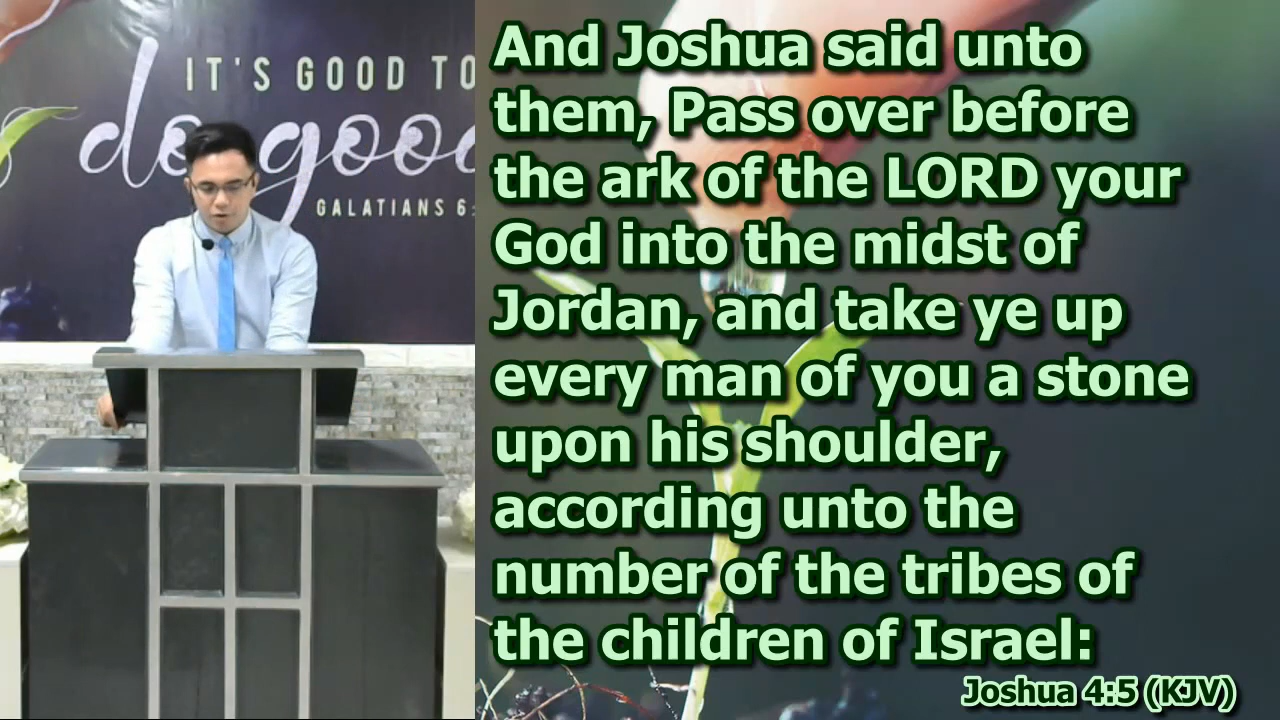 IT'S GOOD TO
do good
GALATIANS 6:
And Joshua said unto
them, Pass over before
the ark of the LORD your
God into the midst of
Jordan, and take ye up
every man of you a stone
upon his shoulder,
according unto the
number of the tribes of
the children of Israel:
Joshua 4:5 (KJV)